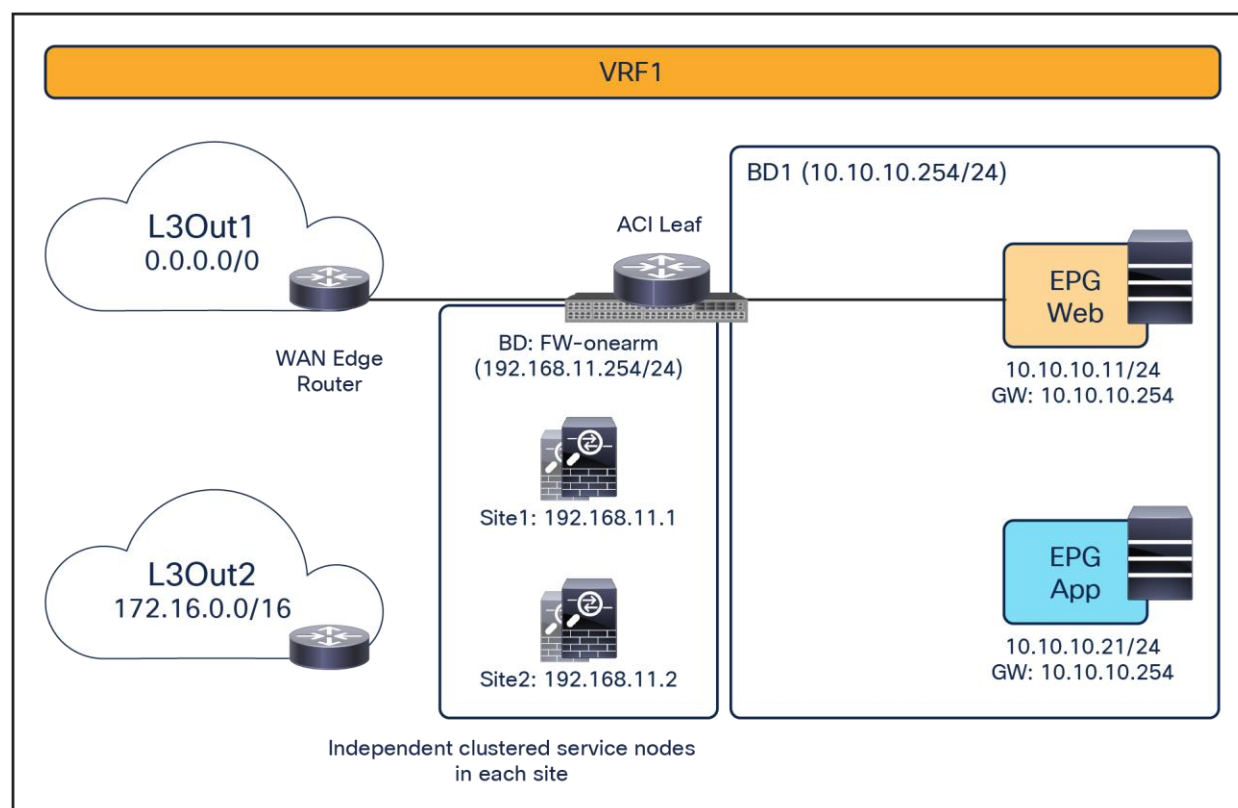 VRF1
L3Out1
0.0.0.0/0
WAN Edge
Router
L3Out2
172.16.0.0/16
ACI Leaf
BD: FW-onearm
(192.168.11.254/24)
Site1: 192.168.11.1
Site2: 192.168.11.2
Independent clustered service nodes
in each site
BD1 (10.10.10.254/24)
EPG
Web
10.10.10.11/24
GW: 10.10.10.254
EPG
App
10.10.10.21/24
GW: 10.10.10.254